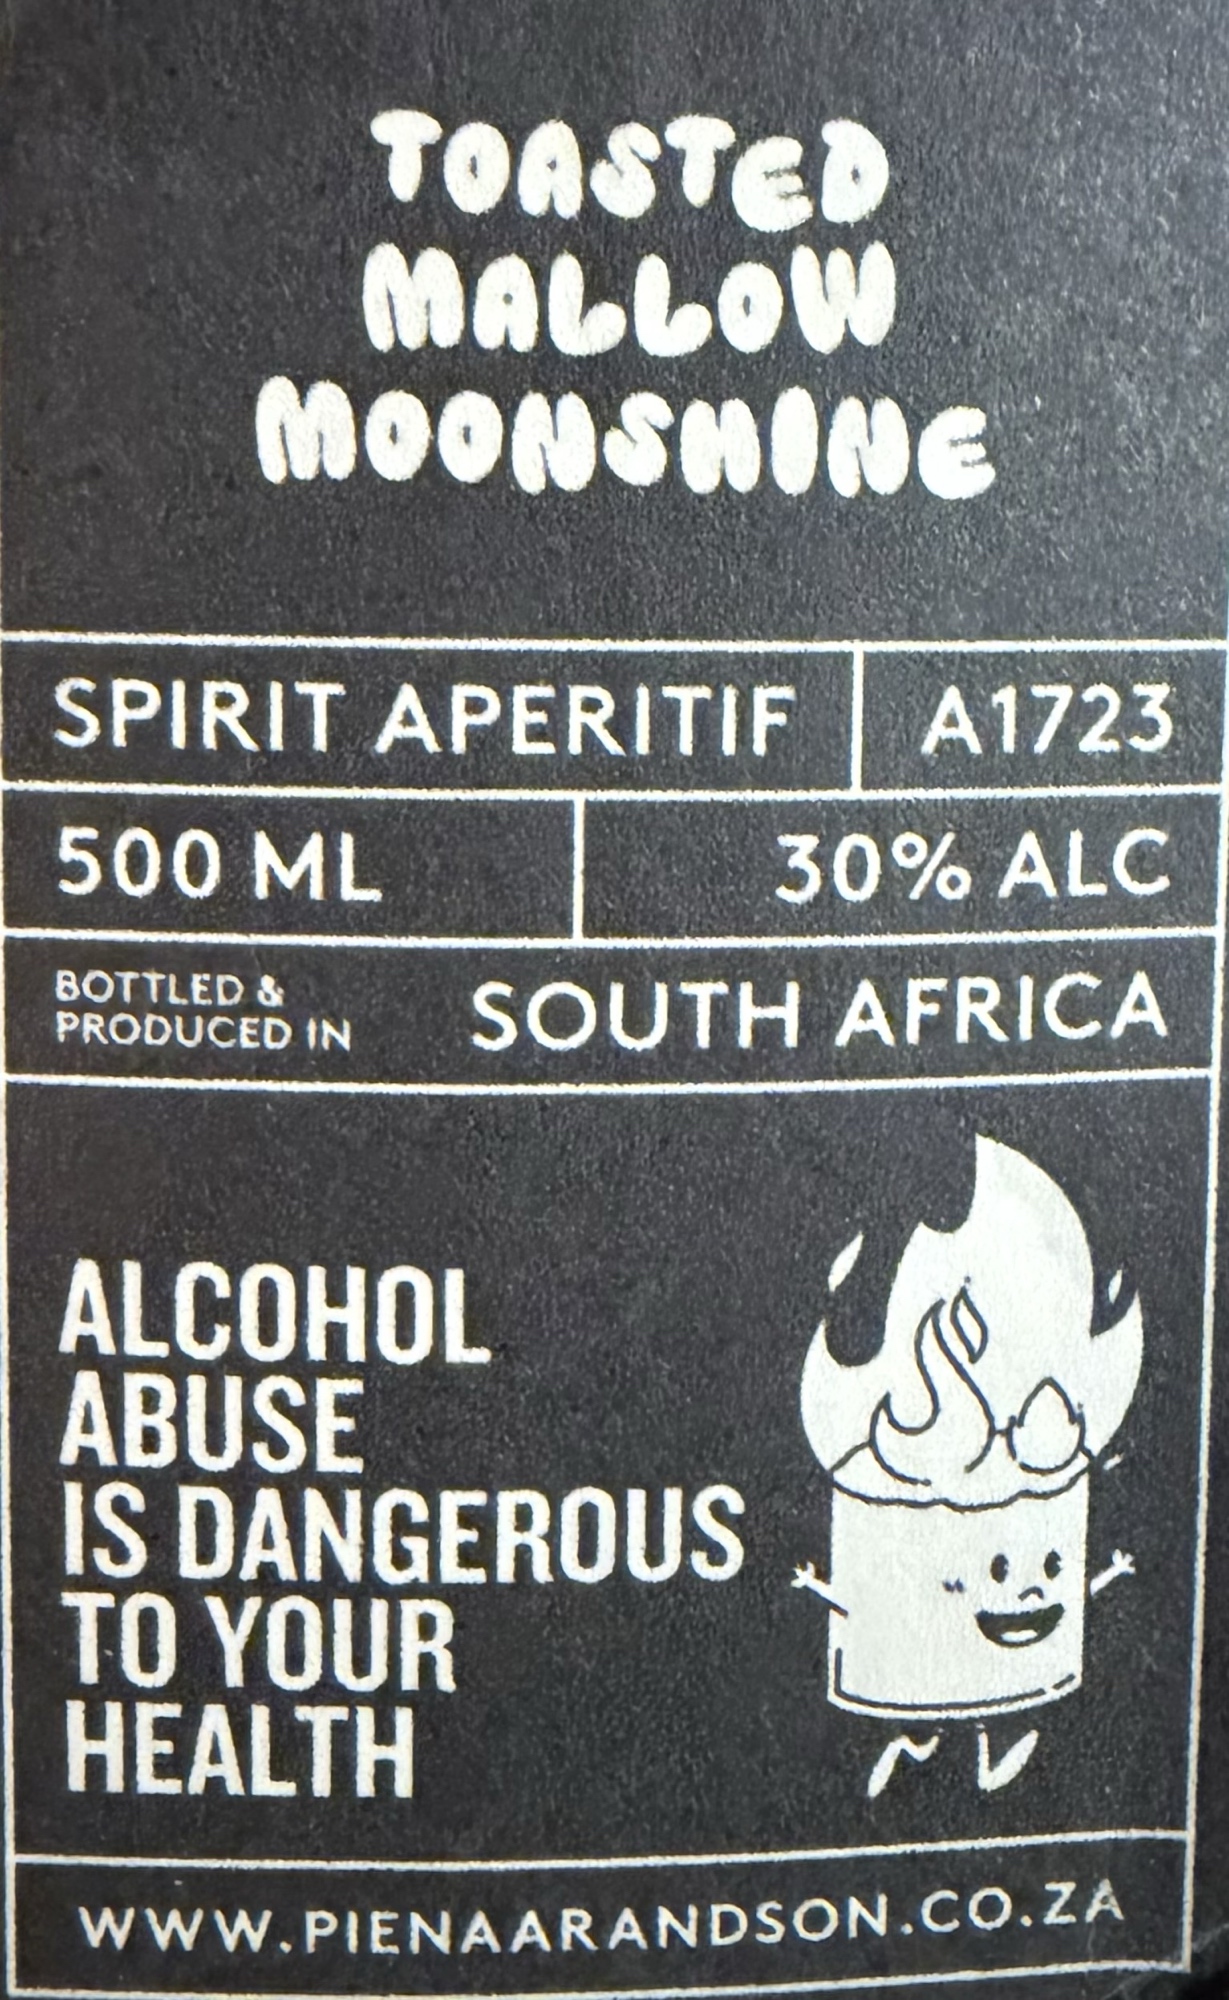 TOASTED
MALLOW
MOONSHINE
SPIRIT APERITIF A1723
500 ML 30% ALC
BOTTLED &
PRODUCED IN SOUTH AFRICA
ALCOHOL
ABUSE
IS DANGEROUS
TO YOUR
HEALTH
WWW.PIENAARANDSON.CO.ZA